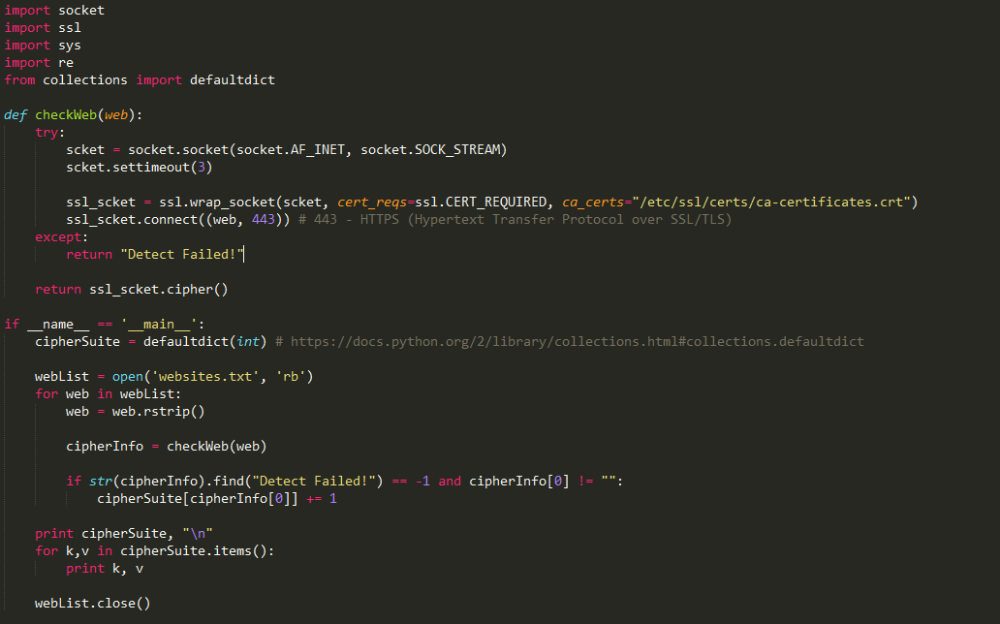 import socket
import ssl
import sys
import re
from collections import defaultdict

def checkWeb(web):
    try:
        scket = socket.socket(socket.AF_INET, socket.SOCK_STREAM)
        scket.settimeout(3)

        ssl_scket = ssl.wrap_socket(scket, cert_reqs=ssl.CERT_REQUIRED, ca_certs="/etc/ssl/certs/ca-certificates.crt")
        ssl_scket.connect((web, 443)) # 443 - HTTPS (Hypertext Transfer Protocol over SSL/TLS)
    except:
        return "Detect Failed!"

    return ssl_scket.cipher()

if __name__ == '__main__':
    cipherSuite = defaultdict(int) # https://docs.python.org/2/library/collections.html#collections.defaultdict

    webList = open('websites.txt', 'rb')
    for web in webList:
        web = web.rstrip()

        cipherInfo = checkWeb(web)

        if str(cipherInfo).find("Detect Failed!") == -1 and cipherInfo[0] != "":
            cipherSuite[cipherInfo[0]] += 1

    print cipherSuite, "\n"
    for k,v in cipherSuite.items():
        print k, v

    webList.close()